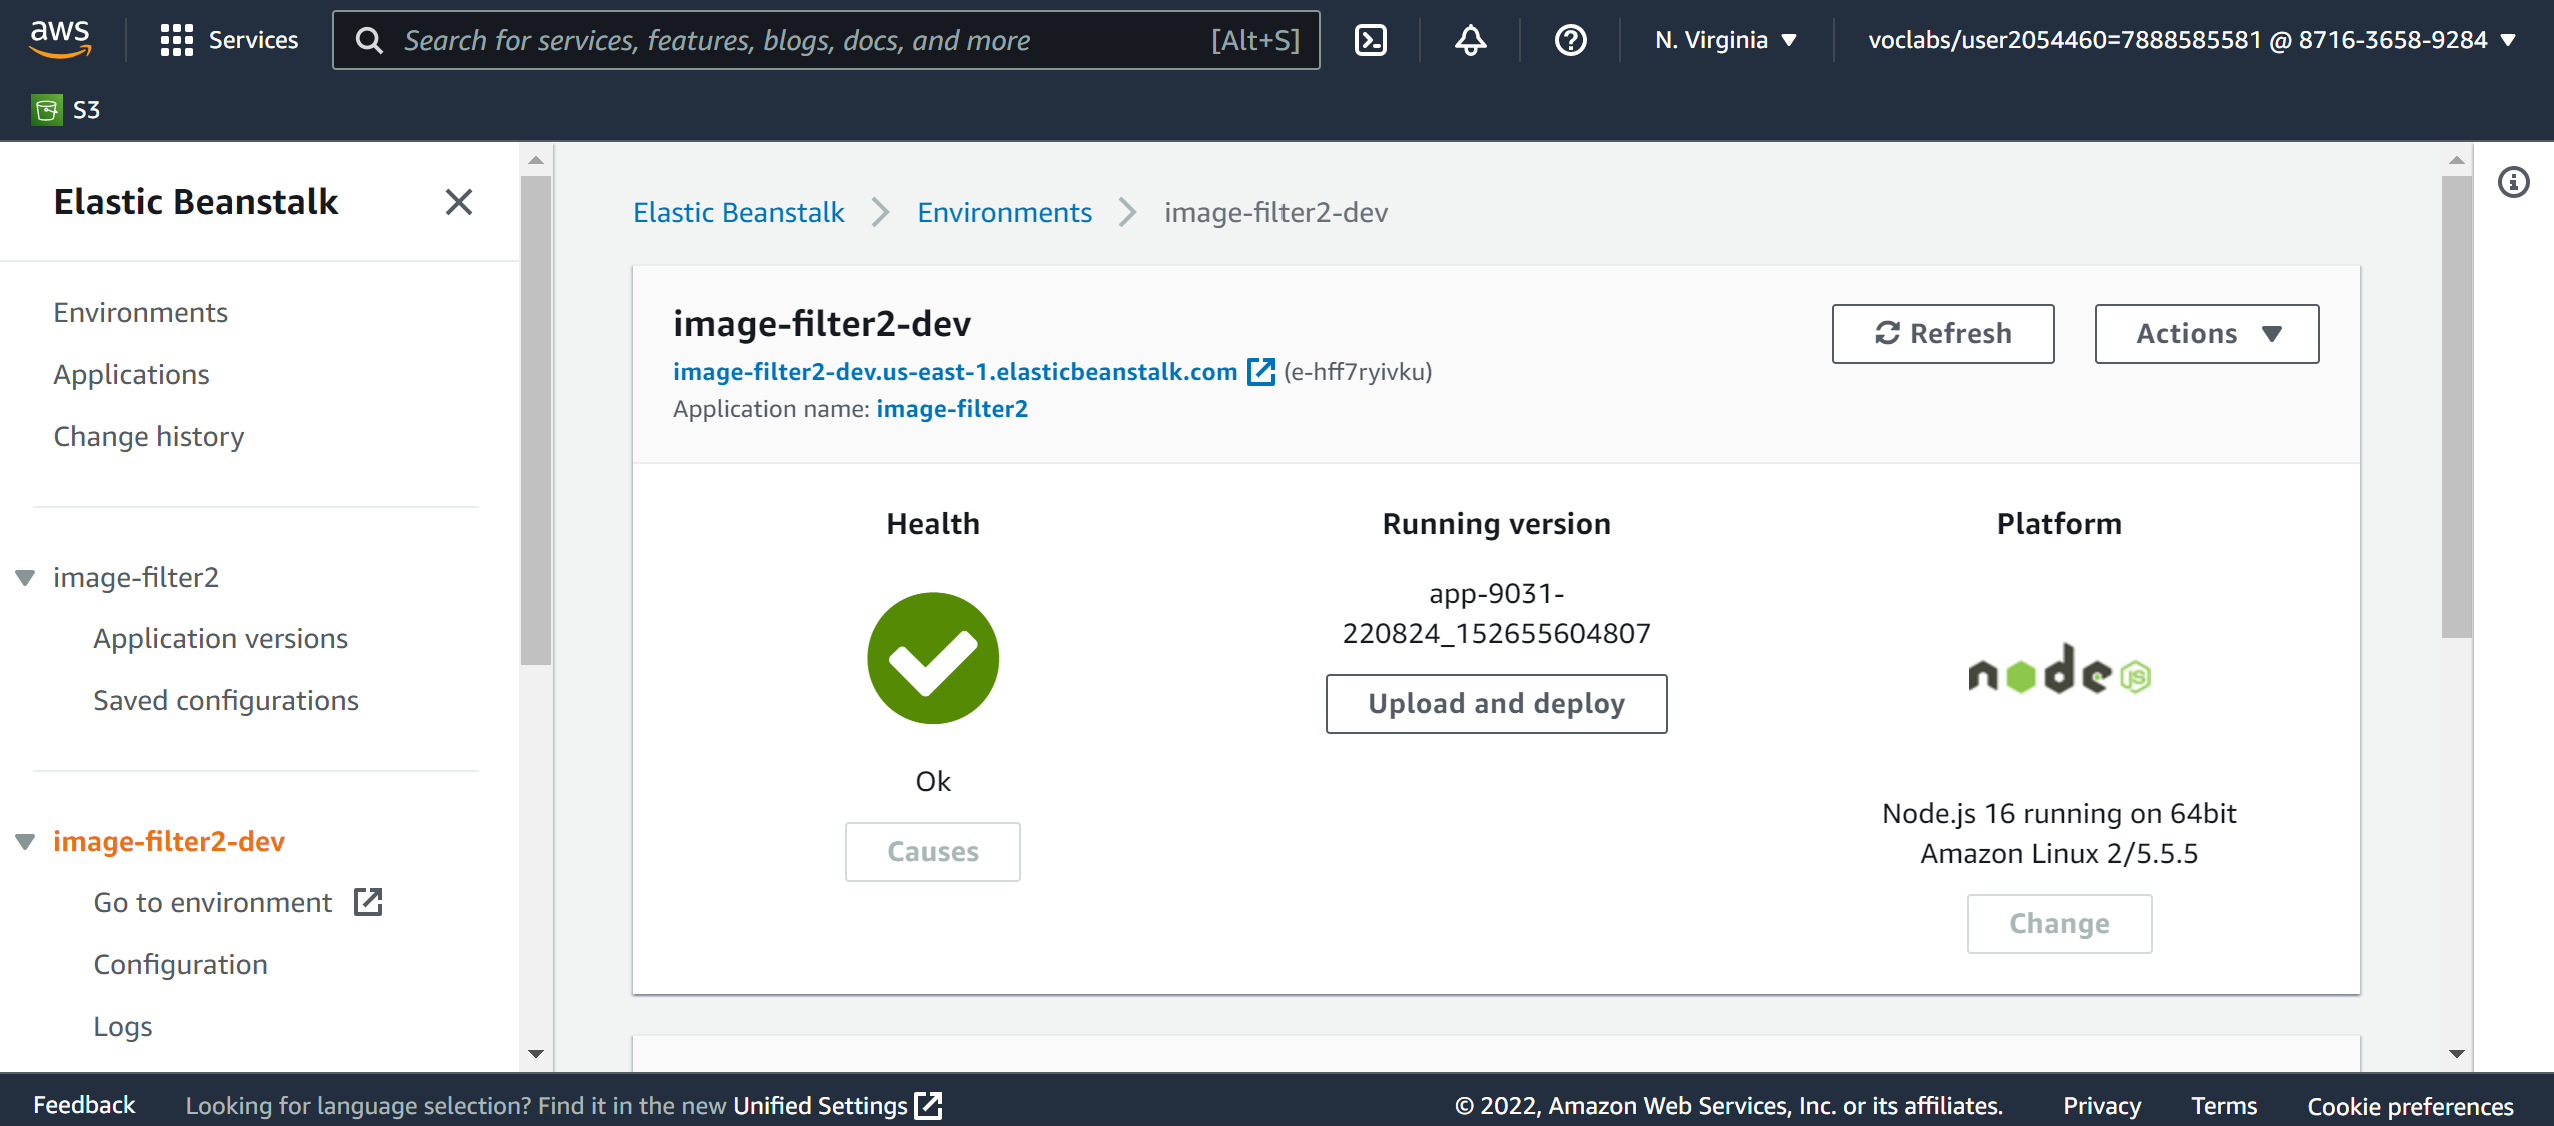 aws
Services
Search for services, features, blogs, docs, and more
[Alt+S]
N. Virginia
voclabs/user2054460=7888585581 @ 8716-3658-9284
S3
Elastic Beanstalk
Environments
Applications
Change history
image-filter2
Application versions
Saved configurations
image-filter2-dev
Go to environment
Configuration
Logs
Elastic Beanstalk
Environments
image-filter2-dev
image-filter2-dev
image-filter2-dev.us-east-1.elasticbeanstalk.com (e-hff7ryivku)
Application name: image-filter2
Refresh
Actions
Health
Ok
Causes
Running version
app-9031-
220824_152655604807
Upload and deploy
Platform
node JS
Node.js 16 running on 64bit
Amazon Linux 2/5.5.5
Change
Feedback
Looking for language selection? Find it in the new Unified Settings
© 2022, Amazon Web Services, Inc. or its affiliates.
Privacy
Terms
Cookie preferences